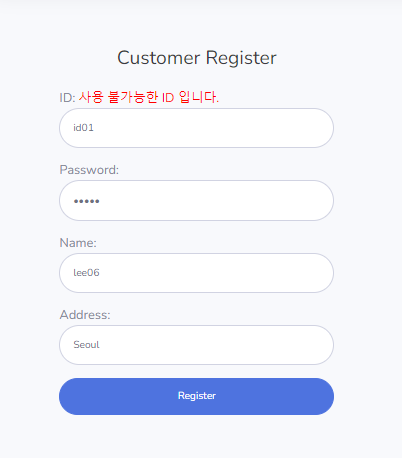 Customer Register
ID: 사용 불가능한 ID 입니다.
id01
Password:
•••••
Name:
lee06
Address:
Seoul
Register